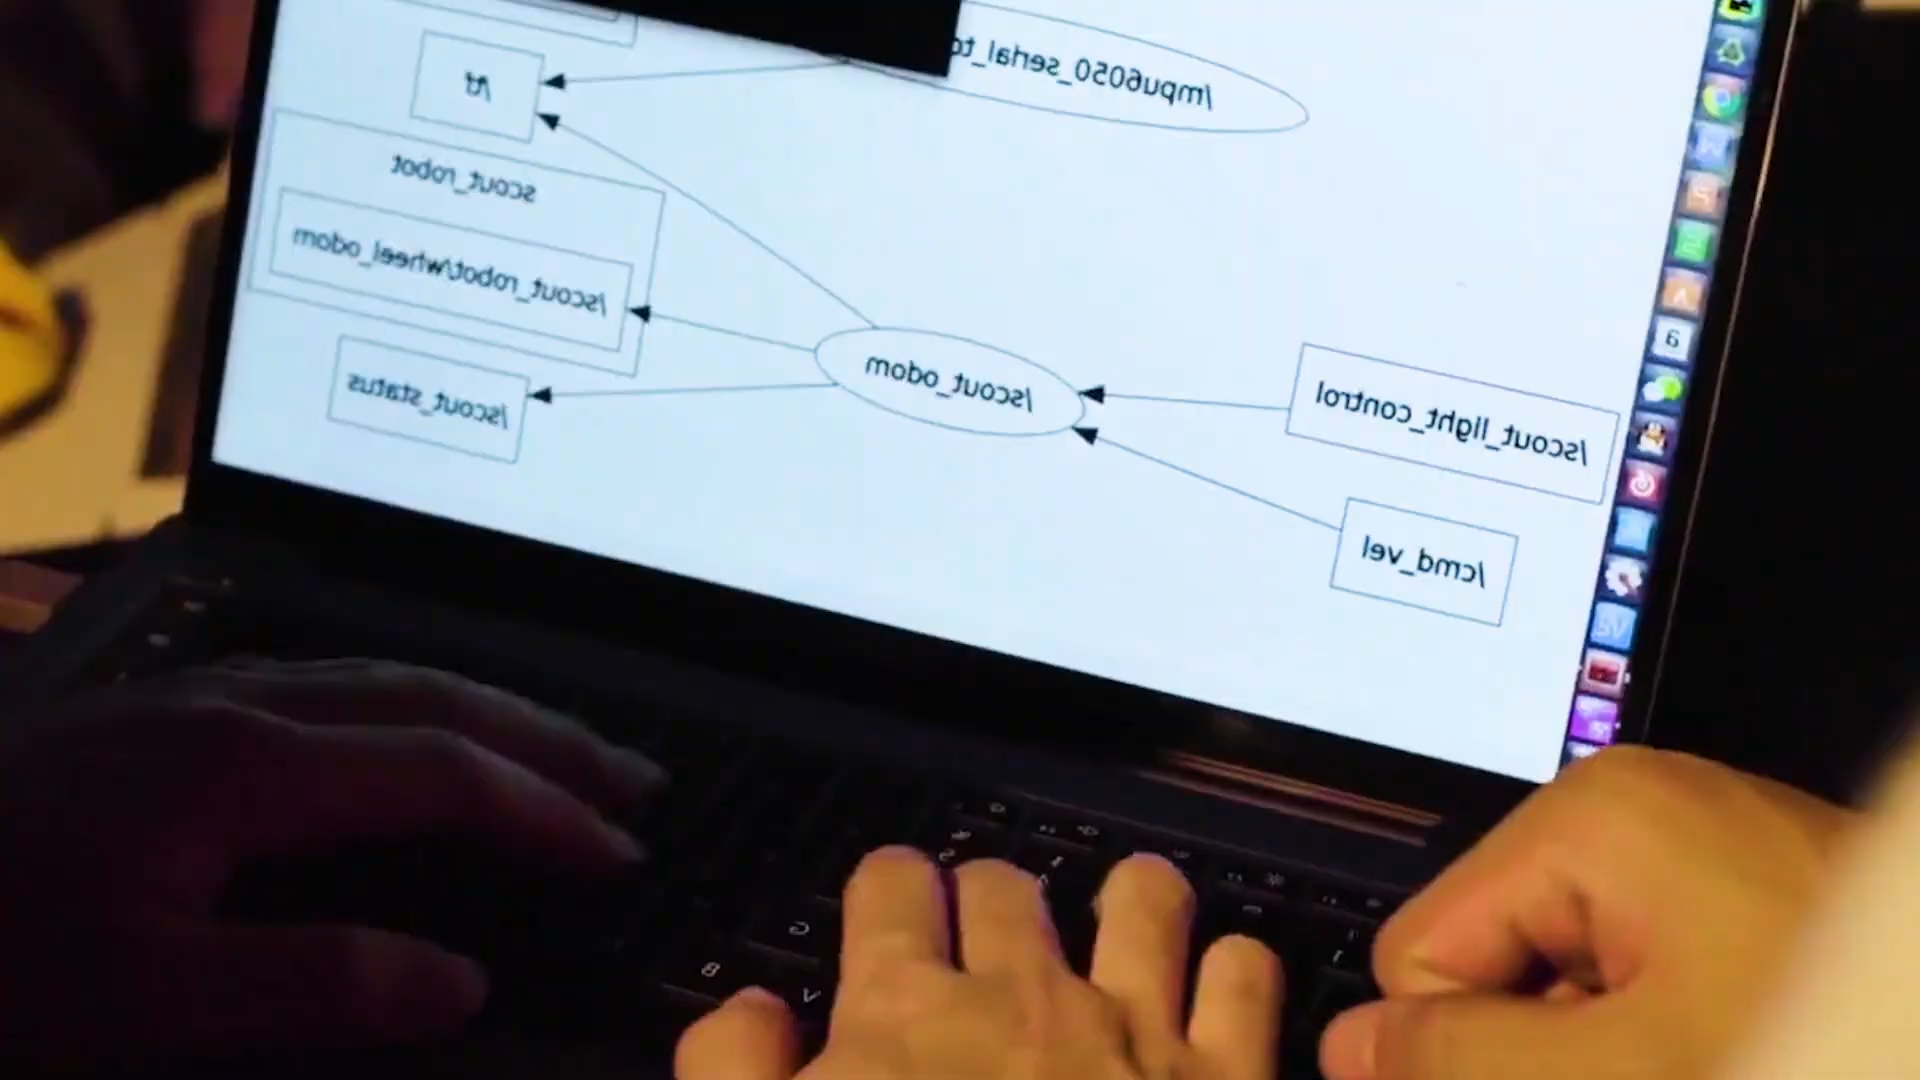 /mpu6050_serial_to
/tf
scout_robot
/scout_robot/wheel_odom
/scout_odom
/scout_light_control
/scout_status
/cmd_vel
a
G
B
V